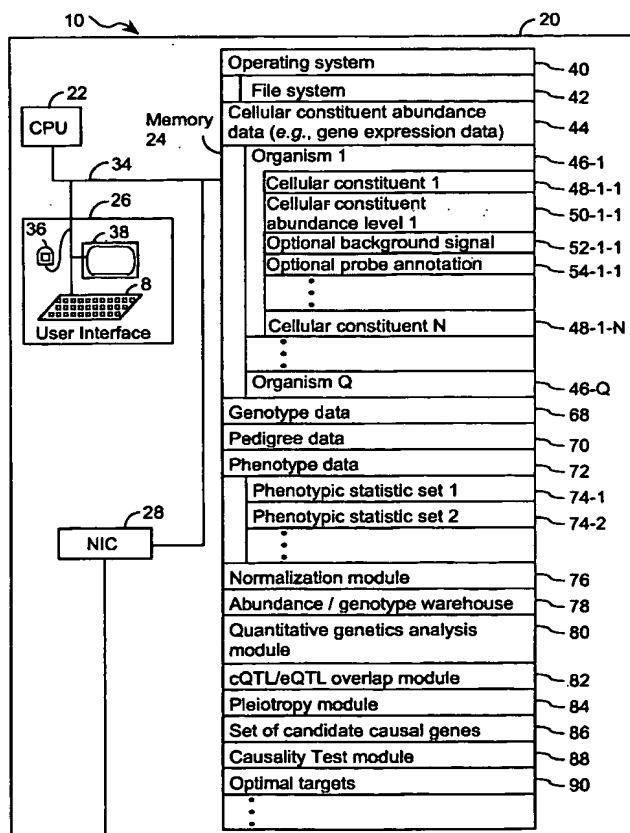 10
20
22
CPU
Memory
24
34
26
36
38
8
User Interface
28
NIC
Operating system
40
File system
42
Cellular constituent abundance
data (e.g., gene expression data)
44
Organism 1
46-1
Cellular constituent 1
48-1-1
Cellular constituent
abundance level 1
50-1-1
Optional background signal
52-1-1
Optional probe annotation
54-1-1
Cellular constituent N
48-1-N
Organism Q
46-Q
Genotype data
68
Pedigree data
70
Phenotype data
72
Phenotypic statistic set 1
74-1
Phenotypic statistic set 2
74-2
Normalization module
76
Abundance / genotype warehouse
78
Quantitative genetics analysis
module
80
cQTL/eQTL overlap module
82
Pleiotropy module
84
Set of candidate causal genes
86
Causality Test module
88
Optimal targets
90